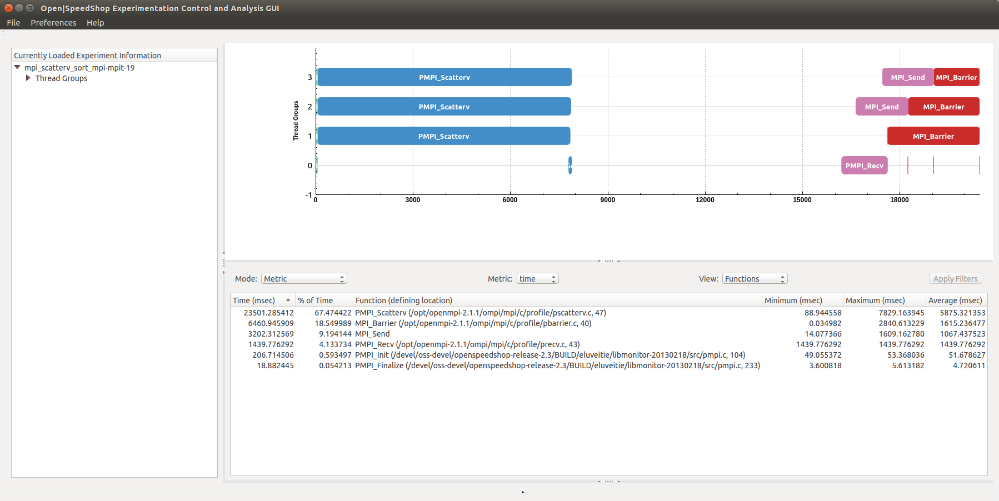 Open|SpeedShop Experimentation Control and Analysis GUI
File Preferences Help
Currently Loaded Experiment Information
mpi_scatterv_sort_mpi-mpit-19
Thread Groups
Thread Groups
3 PMPI_Scatterv MPI_Send MPI_Barrier
2 PMPI_Scatterv MPI_Send MPI_Barrier
1 PMPI_Scatterv MPI_Barrier
0 PMPI_Recv
-1
0 3000 6000 9000 12000 15000 18000
Mode: Metric Metric: time View: Functions Apply Filters
Time (msec) % of Time Function (defining location) Minimum (msec) Maximum (msec) Average (msec)
23501.285412 67.474422 PMPI_Scatterv (/opt/openmpi-2.1.1/ompi/mpi/c/profile/pscatterv.c, 47) 88.944558 7829.163945 5875.321353
6460.945909 18.549989 MPI_Barrier (/opt/openmpi-2.1.1/ompi/mpi/c/profile/pbarrier.c, 40) 0.034982 2840.613229 1615.236477
3202.312569 9.194144 MPI_Send 14.077366 1609.162780 1067.437523
1439.776292 4.133734 PMPI_Recv (/opt/openmpi-2.1.1/ompi/mpi/c/profile/precv.c, 43) 1439.776292 1439.776292 1439.776292
206.714506 0.593497 PMPI_Init (/devel/oss-devel/openspeedshop-release-2.3/BUILD/eluveitie/libmonitor-20130218/src/pmpi.c, 104) 49.055372 53.368036 51.678627
18.882445 0.054213 PMPI_Finalize (/devel/oss-devel/openspeedshop-release-2.3/BUILD/eluveitie/libmonitor-20130218/src/pmpi.c, 233) 3.600818 5.613182 4.720611